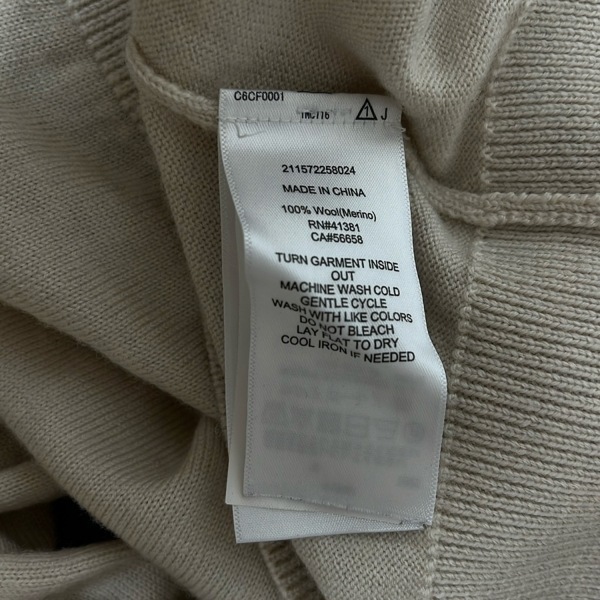 C6CF0001
1 J
211572258024
MADE IN CHINA
100% Wool(Merino)
RN#41381
CA#56658
TURN GARMENT INSIDE
OUT
MACHINE WASH COLD
GENTLE CYCLE
WASH WITH LIKE COLORS
DO NOT BLEACH
LAY FLAT TO DRY
COOL IRON IF NEEDED